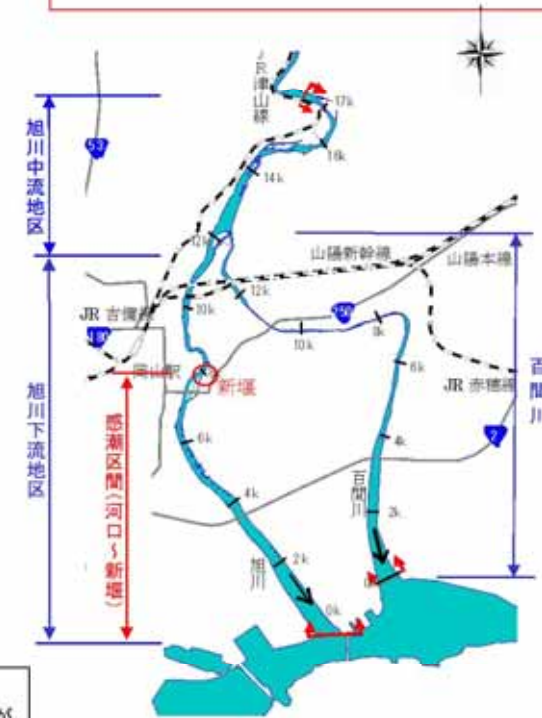 JR津山線
17k
16k
14k
53
旭川中流地区
12k
山陽新幹線
山陽本線
12k
250
JR 吉備線
10k
10k
8k
180
岡山駅
新堰
6k
JR 赤穂線
百間川
旭川下流地区
感潮区間(河口～新堰)
6k
4k
2
4k
百間川
2k
旭川
2k
0k
が